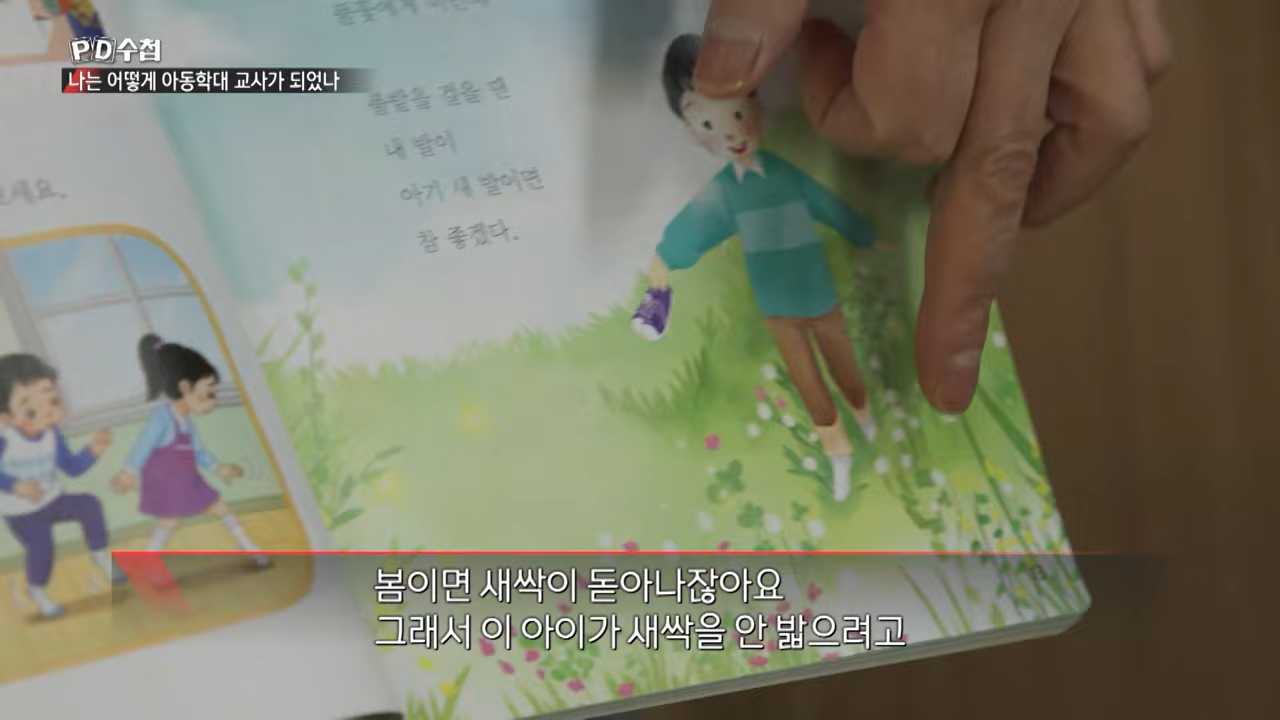 PD수첩
나는 어떻게 아동학대 교사가 되었나
풀밭을 걸을 땐
내 발이
아기 새 발이면
참 좋겠다.
보세요.
봄이면 새싹이 돋아나잖아요
그래서 이 아이가 새싹을 안 밟으려고